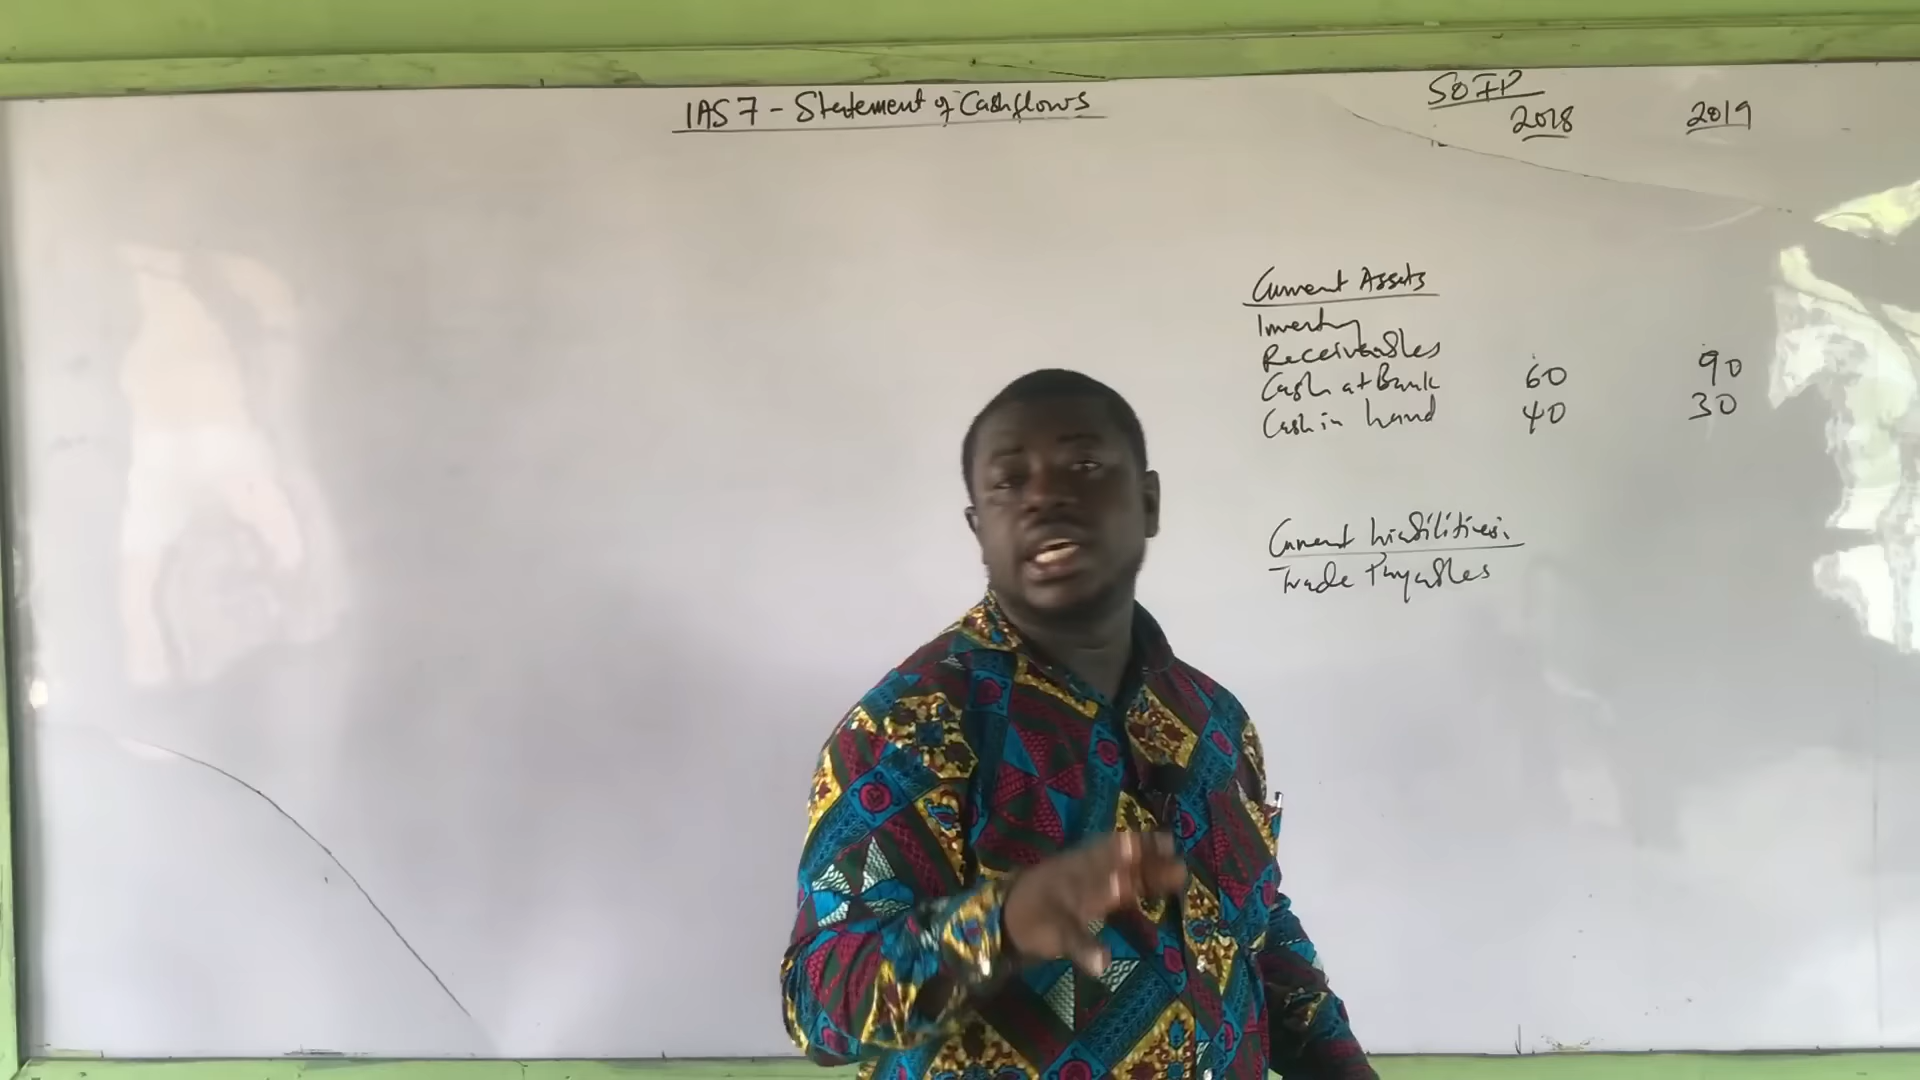 IAS 7 - Statement of Cashflows
SOFP
2018 2019
Current Assets
Inventory
Receivables
Cash at Bank 60 90
Cash in hand 40 30
Current Liabilities:
Trade Payables